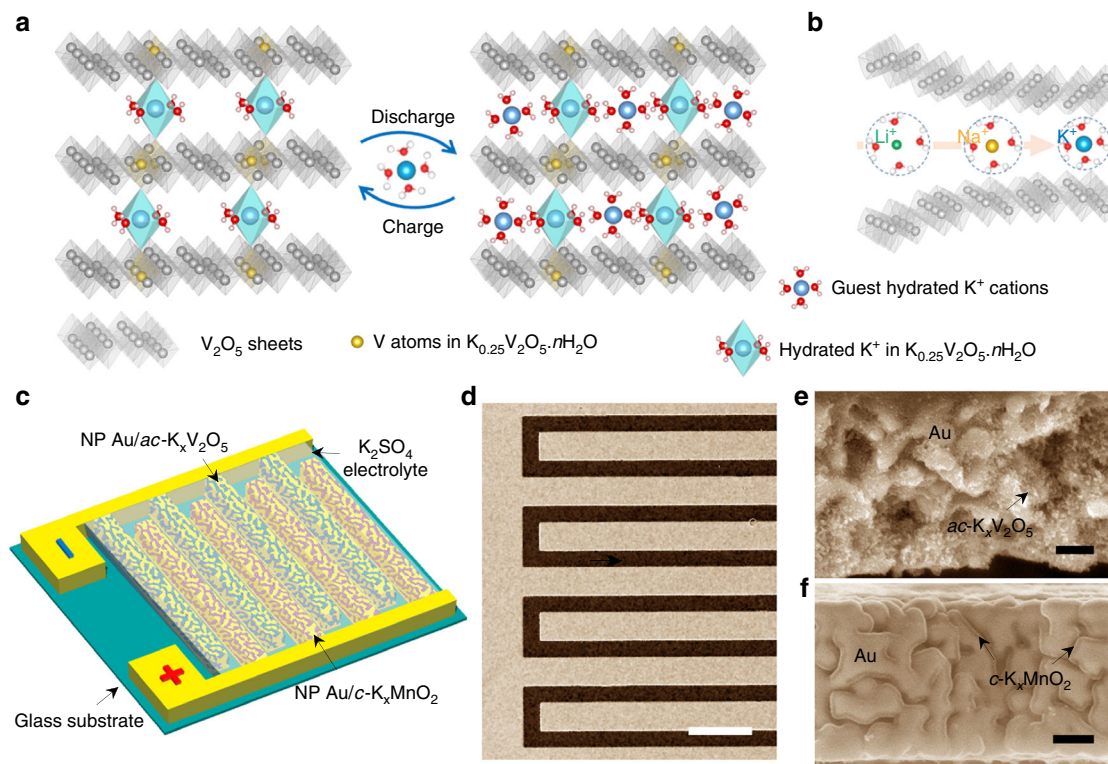 a
Discharge
Charge
b
Li⁺
Na⁺
K⁺
Guest hydrated K⁺ cations
V₂O₅ sheets
V atoms in K₀.₂₅V₂O₅.nH₂O
Hydrated K⁺ in K₀.₂₅V₂O₅.nH₂O
c
NP Au/ac-KₓV₂O₅
K₂SO₄
electrolyte
NP Au/c-KₓMnO₂
Glass substrate
d
e
Au
ac-KₓV₂O₅
f
Au
c-KₓMnO₂